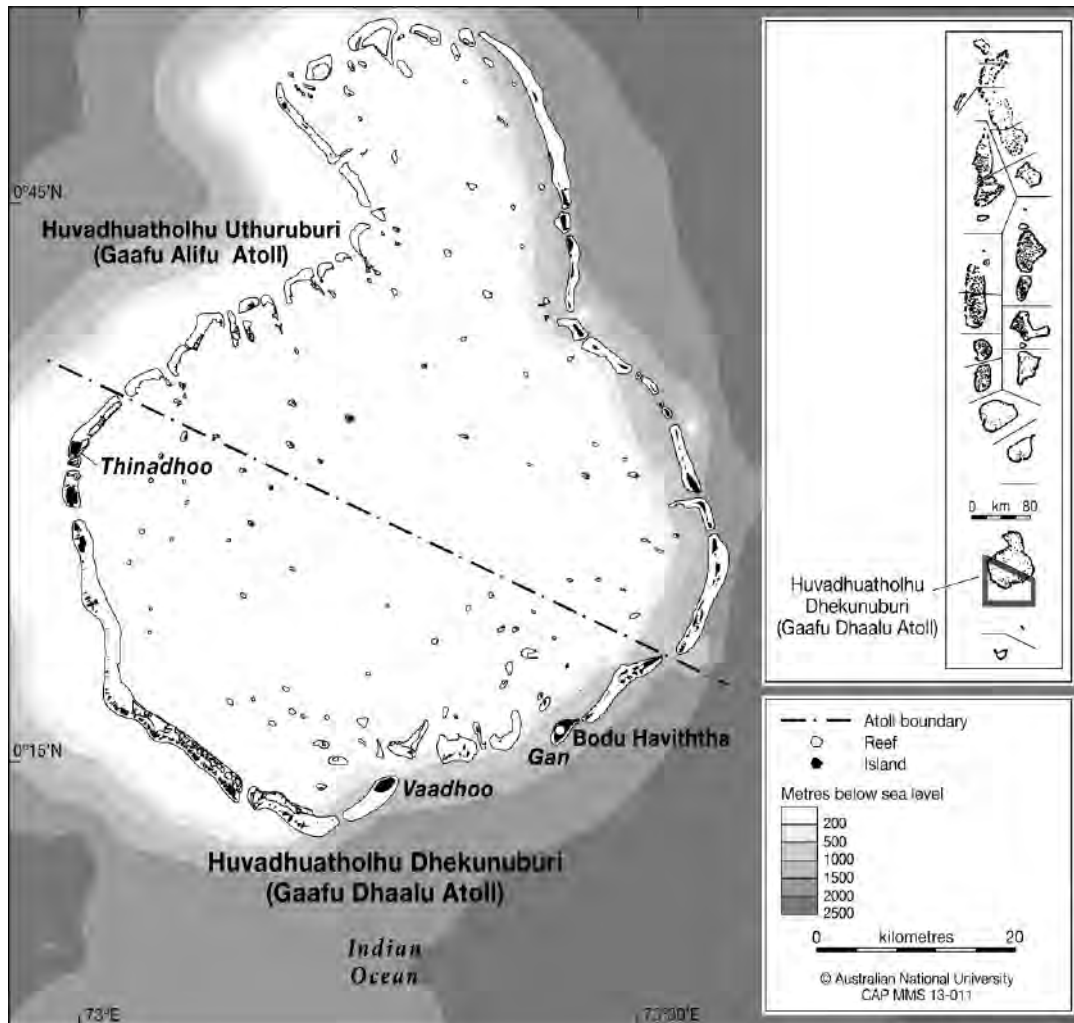 0°45'N
Huvadhuatholhu Uthuruburi
(Gaafu Alifu Atoll)
Thinadhoo
0°15'N
Bodu Haviththa
Gan
Vaadhoo
Huvadhuatholhu Dhekunuburi
(Gaafu Dhaalu Atoll)
Indian
Ocean
73°E
0 km 80
Huvadhuatholhu
Dhekunuburi
(Gaafu Dhaalu Atoll)
Atoll boundary
Reef
Island
Metres below sea level
200
500
1000
1500
2000
2500
0 kilometres 20
© Australian National University
CAP MMS 13-011